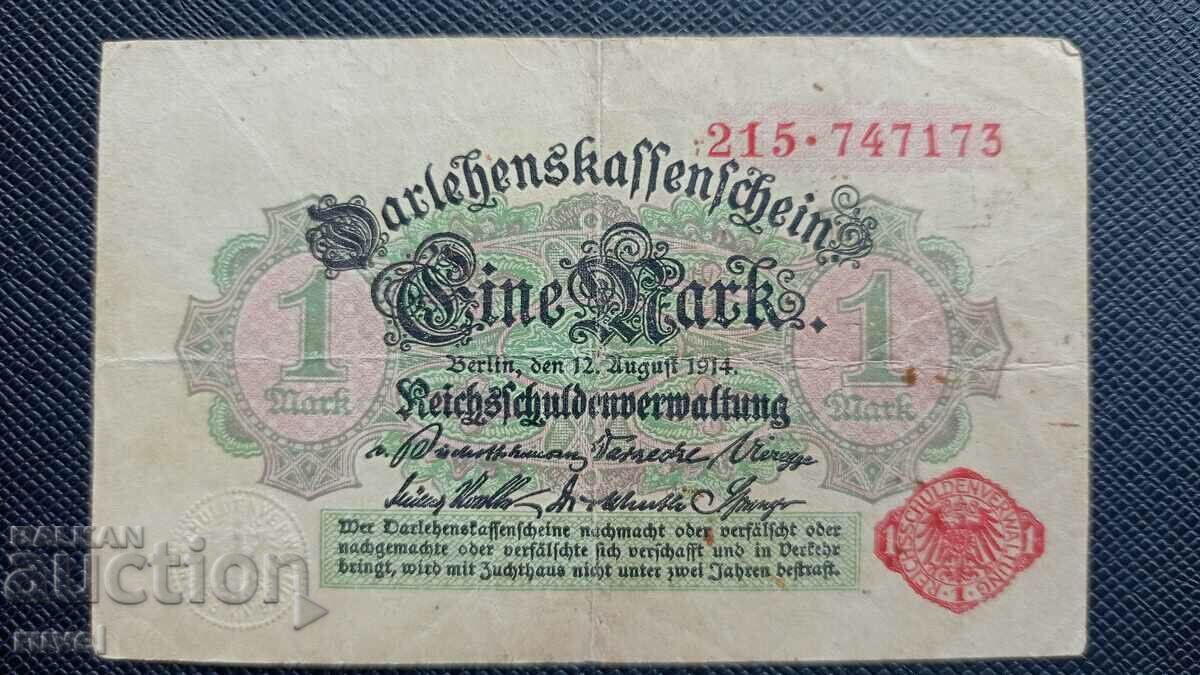 215·747173
Darlehenskassenschein
Eine Mark.
1 Mark
1 Mark
Berlin, den 12. August 1914.
Reichsschuldenverwaltung
Wer Darlehenskassenscheine nachmacht oder verfälscht oder
nachgemachte oder verfälschte sich verschafft und in Verkehr
bringt, wird mit Zuchthaus nicht unter zwei Jahren bestraft.
REICHSSCHULDENVERWALTUNG
1 1
·1·
BALKAN
auction